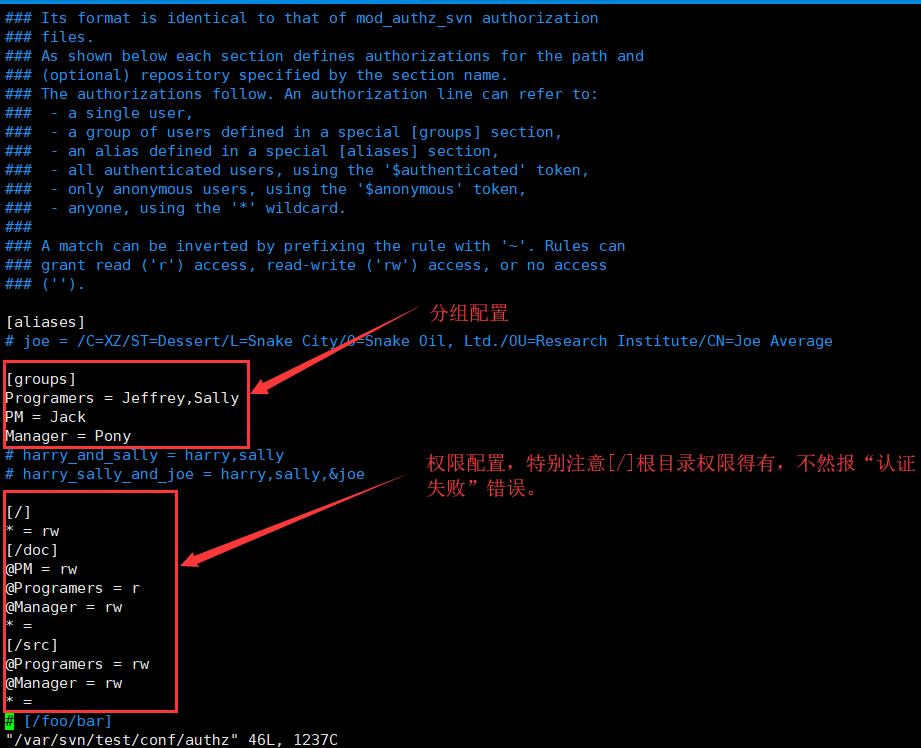 ### Its format is identical to that of mod_authz_svn authorization
### files.
### As shown below each section defines authorizations for the path and
### (optional) repository specified by the section name.
### The authorizations follow. An authorization line can refer to:
###  - a single user,
###  - a group of users defined in a special [groups] section,
###  - an alias defined in a special [aliases] section,
###  - all authenticated users, using the '$authenticated' token,
###  - only anonymous users, using the '$anonymous' token,
###  - anyone, using the '*' wildcard.
###
### A match can be inverted by prefixing the rule with '~'. Rules can
### grant read ('r') access, read-write ('rw') access, or no access
### ('').
分组配置
[aliases]
# joe = /C=XZ/ST=Dessert/L=Snake City/O=Snake Oil, Ltd./OU=Research Institute/CN=Joe Average
[groups]
Programers = Jeffrey,Sally
PM = Jack
Manager = Pony
# harry_and_sally = harry,sally
# harry_sally_and_joe = harry,sally,&joe
权限配置，特别注意[/]根目录权限得有，不然报“认证
失败”错误。
[/]
* = rw
[/doc]
@PM = rw
@Programers = r
@Manager = rw
* =
[/src]
@Programers = rw
@Manager = rw
* =
# [/foo/bar]
"/var/svn/test/conf/authz" 46L, 1237C